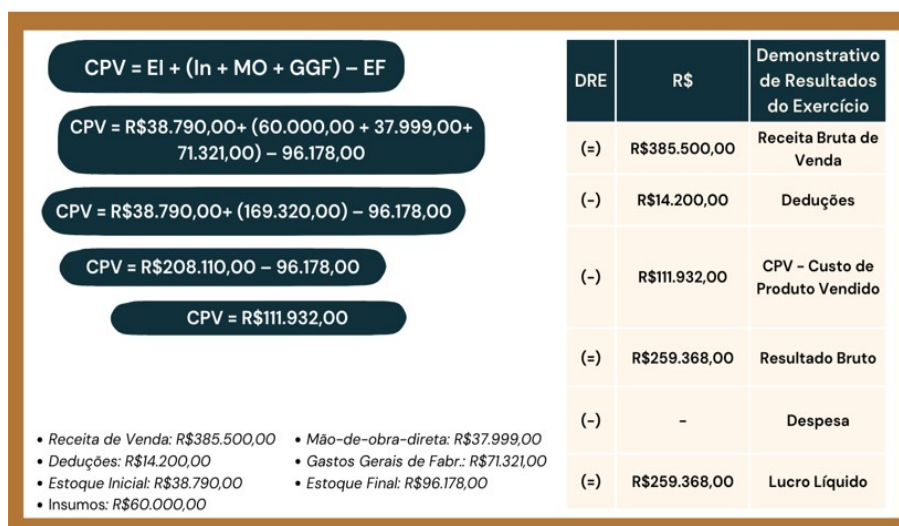 CPV = EI + (In + MO + GGF) – EF
CPV = R$38.790,00+ (60.000,00 + 37.999,00+
71.321,00) – 96.178,00
CPV = R$38.790,00+ (169.320,00) – 96.178,00
CPV = R$208.110,00 – 96.178,00
CPV = R$111.932,00
• Receita de Venda: R$385.500,00
• Deduções: R$14.200,00
• Estoque Inicial: R$38.790,00
• Insumos: R$60.000,00
• Mão-de-obra-direta: R$37.999,00
• Gastos Gerais de Fabr.: R$71.321,00
• Estoque Final: R$96.178,00
DRE R$ Demonstrativo
de Resultados
do Exercício
(=) R$385.500,00 Receita Bruta de
Venda
(-) R$14.200,00 Deduções
(-) R$111.932,00 CPV - Custo de
Produto Vendido
(=) R$259.368,00 Resultado Bruto
(-) - Despesa
(=) R$259.368,00 Lucro Líquido